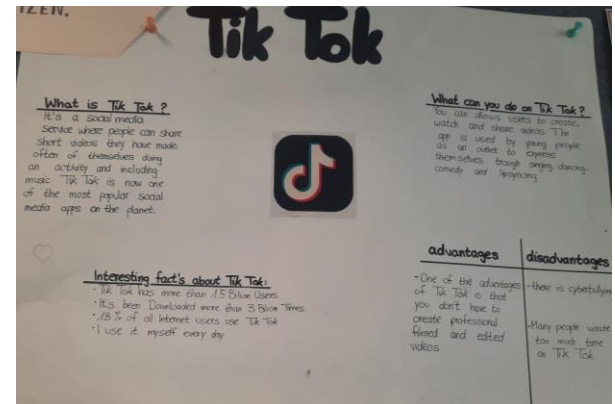 IZEN.
Tik Tok
What is Tik Tok?
It's a social media
service where people can share
short videos they have made
often of themselves doing
an activity and including
music. Tik Tok is now one
of the most popular social
media apps on the planet.
What can you do on Tik Tok?
You can allows users to create,
watch and share videos. The
app is used by young people
as an outlet to express
themselves trough singing, dancing,
comedy and lipsyncing.
Interesting fact's about Tik Tok:
• Tik Tok has more than 1.5 Billion Users
• It's been Downloaded more than 3 Billion Times
• 18 % of all Internet users use Tik Tok
• I use it myself every day
advantages
-One of the advantages
of Tik Tok is that
you don't have to
create professional
filmed and edited
videos.
disadvantages
-there is cyberbullying
-Many people waste
too much time
on Tik Tok